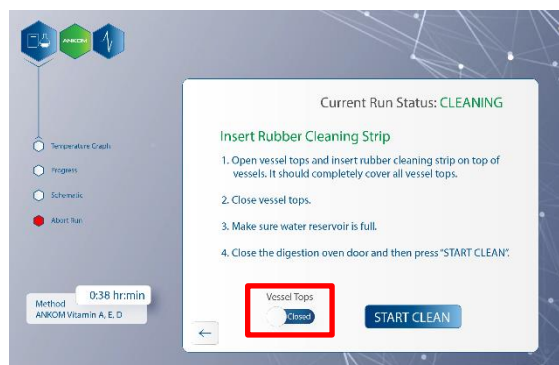 ANKOM
Current Run Status: CLEANING
Insert Rubber Cleaning Strip
1. Open vessel tops and insert rubber cleaning strip on top of
vessels. It should completely cover all vessel tops.
2. Close vessel tops.
3. Make sure water reservoir is full.
4. Close the digestion oven door and then press "START CLEAN".
Temperature Graph
Progress
Schematic
Abort Run
0:38 hr:min
Method
ANKOM Vitamin A, E, D
Vessel Tops
Closed
START CLEAN